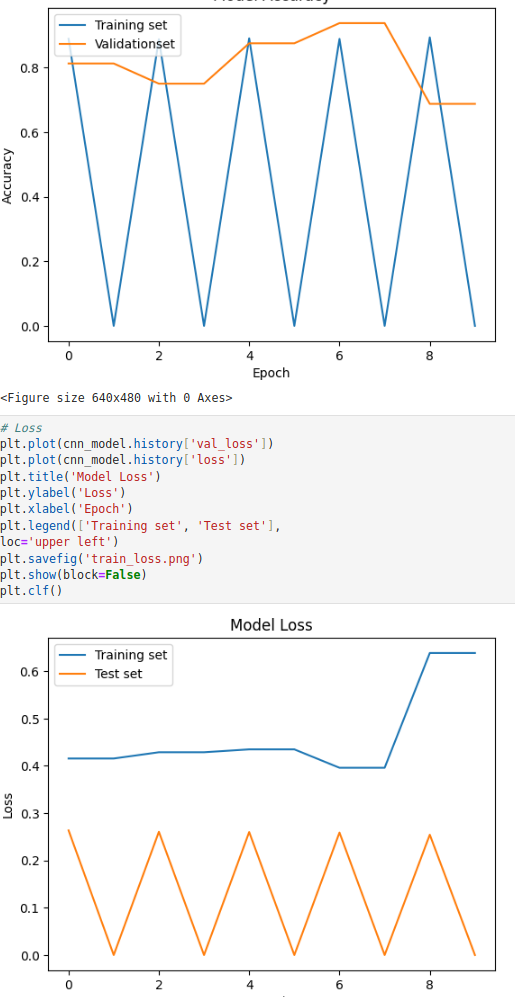 Model Accuracy
Training set
Validationset
0.8
0.6
0.4
0.2
0.0
Accuracy
0 2 4 6 8
Epoch
<Figure size 640x480 with 0 Axes>
# Loss
plt.plot(cnn_model.history['val_loss'])
plt.plot(cnn_model.history['loss'])
plt.title('Model Loss')
plt.ylabel('Loss')
plt.xlabel('Epoch')
plt.legend(['Training set', 'Test set'],
loc='upper left')
plt.savefig('train_loss.png')
plt.show(block=False)
plt.clf()
Model Loss
Training set
Test set
0.6
0.5
0.4
0.3
0.2
0.1
0.0
Loss
0 2 4 6 8